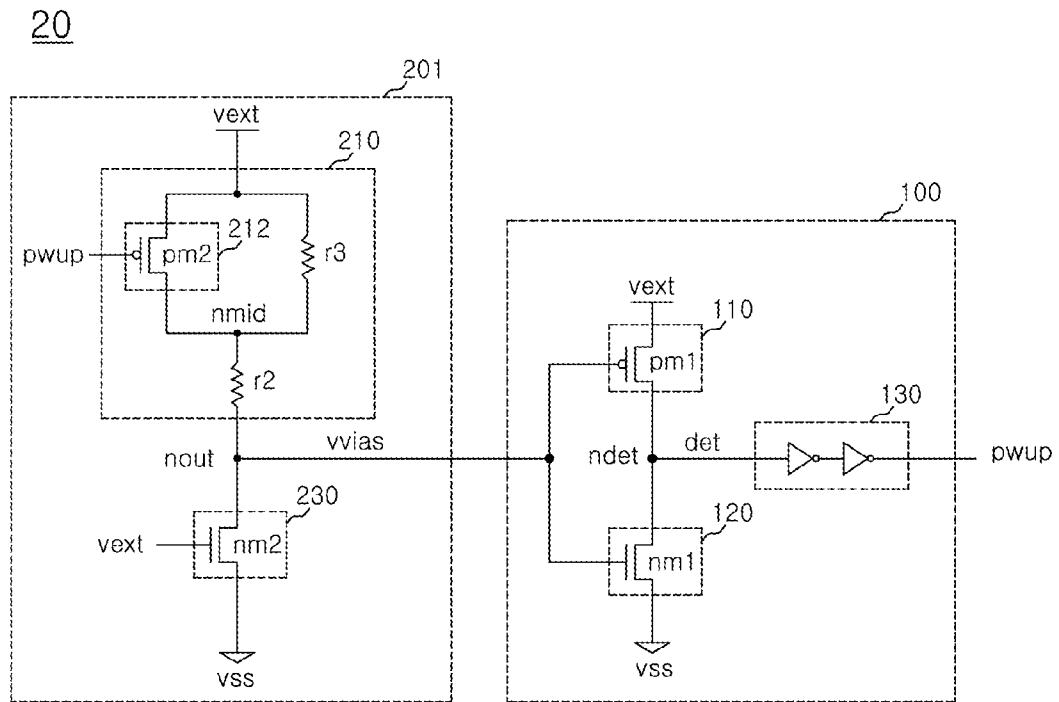 20
201
vext
210
212
pwup
pm2
r3
nmid
r2
nout
vvias
230
vext
nm2
vss
100
vext
110
pm1
130
ndet
det
pwup
120
nm1
vss